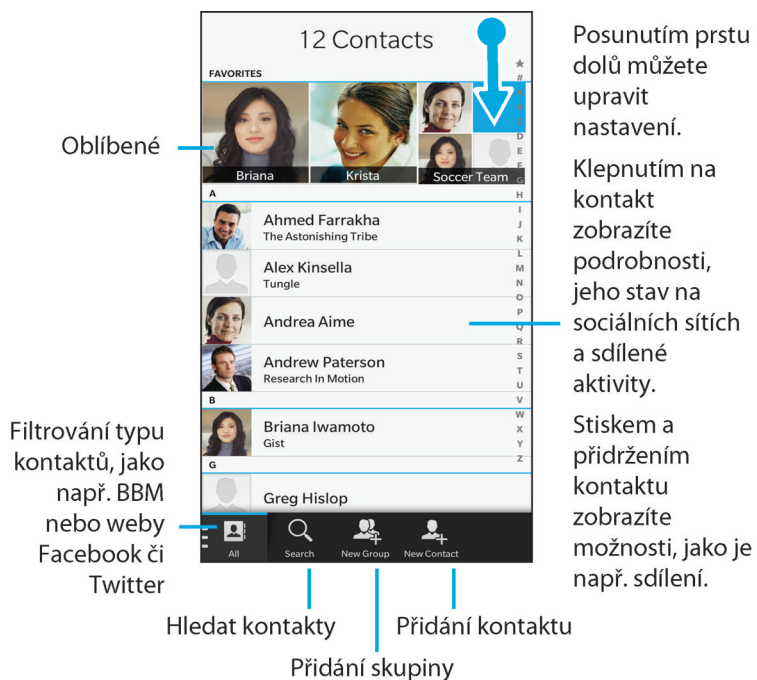 12 Contacts
FAVORITES
Briana
Krista
Soccer Team
A
Ahmed Farrakha
The Astonishing Tribe
Alex Kinsella
Tungle
Andrea Aime
Andrew Paterson
Research In Motion
B
Briana Iwamoto
Gist
G
Greg Hislop
All
Search
New Group
New Contact
#
D
E
F
G
H
I
J
K
L
M
N
O
P
Q
R
S
T
U
V
W
X
Y
Z
Oblíbené
Filtrování typu
kontaktů, jako
např. BBM
nebo weby
Facebook či
Twitter
Hledat kontakty
Přidání kontaktu
Přidání skupiny
Posunutím prstu
dolů můžete
upravit
nastavení.
Klepnutím na
kontakt
zobrazíte
podrobnosti,
jeho stav na
sociálních sítích
a sdílené
aktivity.
Stiskem a
přidržením
kontaktu
zobrazíte
možnosti, jako je
např. sdílení.